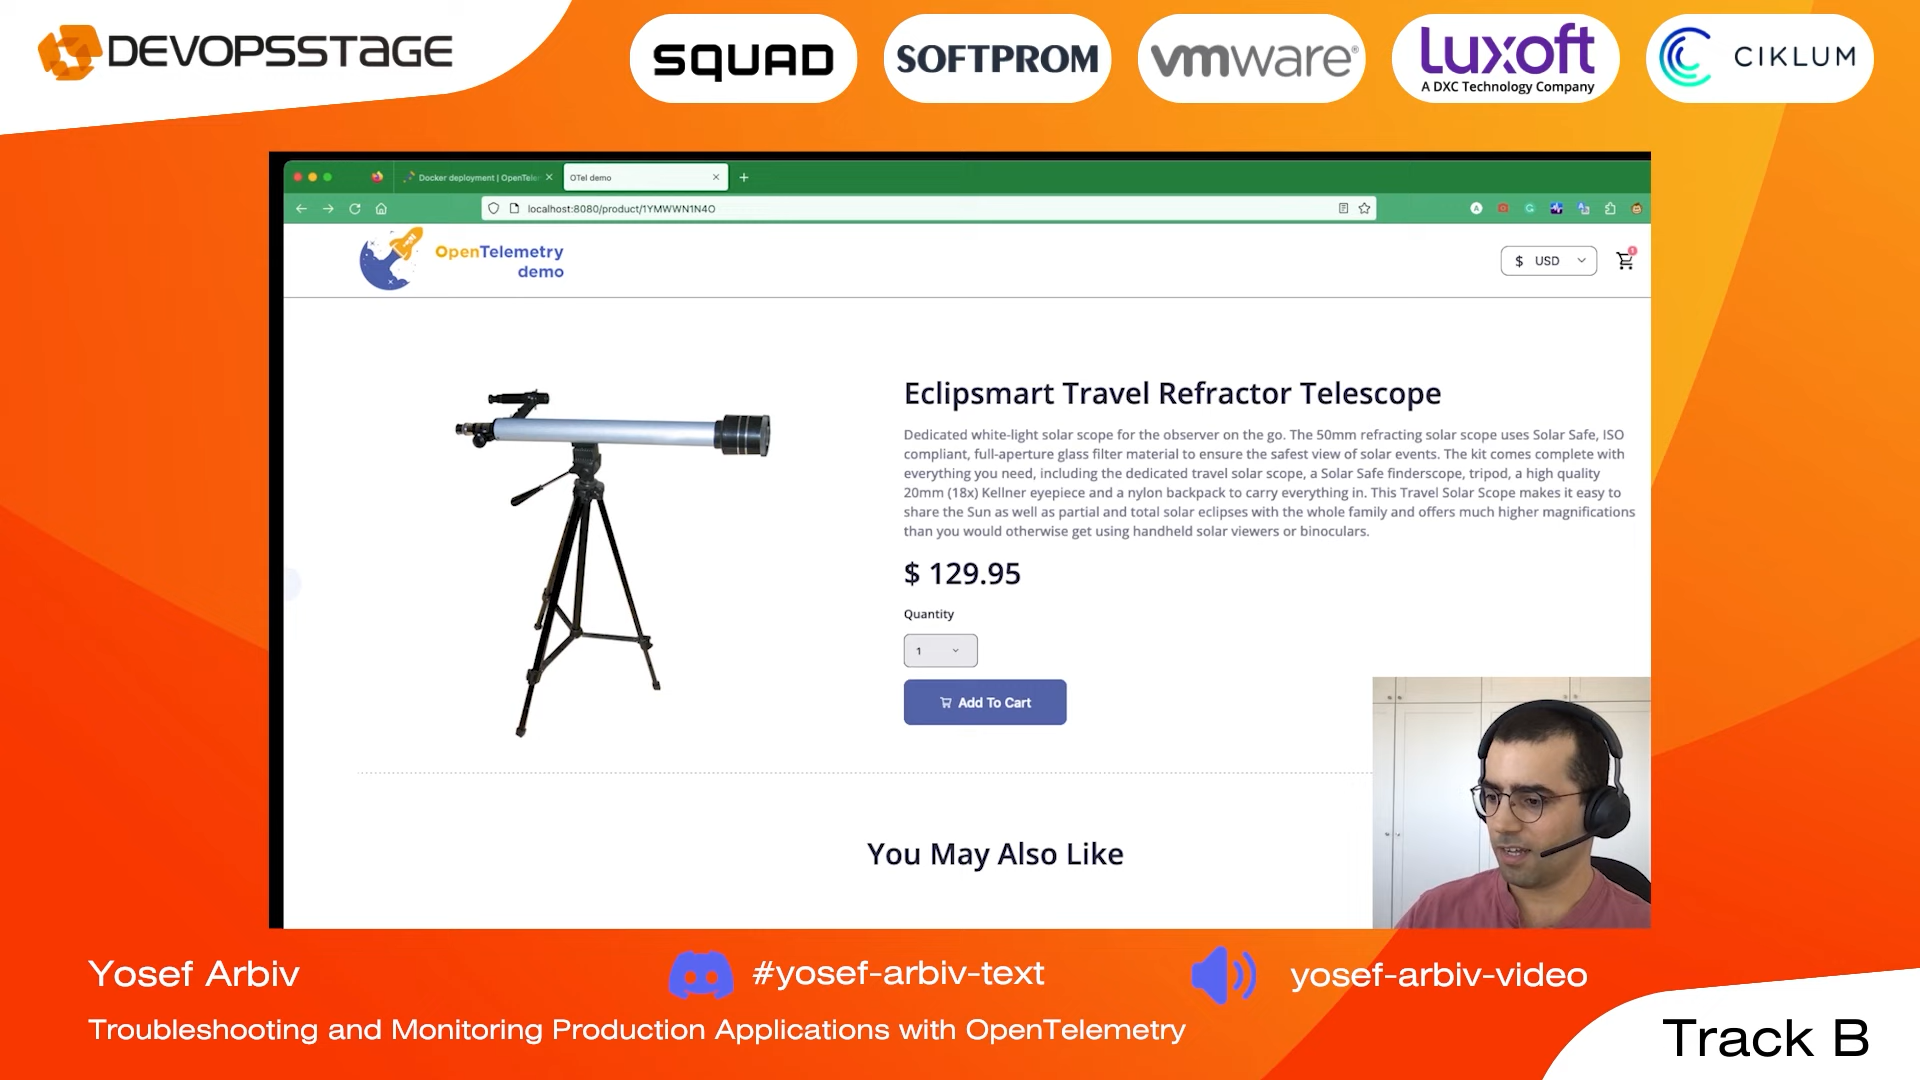 DEVOPSSTAGE
SQUAD
SOFTPROM
vmware®
Luxoft
A DXC Technology Company
CIKLUM
Docker deployment | OpenTele
OTel demo
localhost:8080/product/1YMWWN1N4O
OpenTelemetry
demo
$ USD
1
Eclipsmart Travel Refractor Telescope
Dedicated white-light solar scope for the observer on the go. The 50mm refracting solar scope uses Solar Safe, ISO
compliant, full-aperture glass filter material to ensure the safest view of solar events. The kit comes complete with
everything you need, including the dedicated travel solar scope, a Solar Safe finderscope, tripod, a high quality
20mm (18x) Kellner eyepiece and a nylon backpack to carry everything in. This Travel Solar Scope makes it easy to
share the Sun as well as partial and total solar eclipses with the whole family and offers much higher magnifications
than you would otherwise get using handheld solar viewers or binoculars.
$ 129.95
Quantity
1
Add To Cart
You May Also Like
Yosef Arbiv
#yosef-arbiv-text
yosef-arbiv-video
Troubleshooting and Monitoring Production Applications with OpenTelemetry
Track B